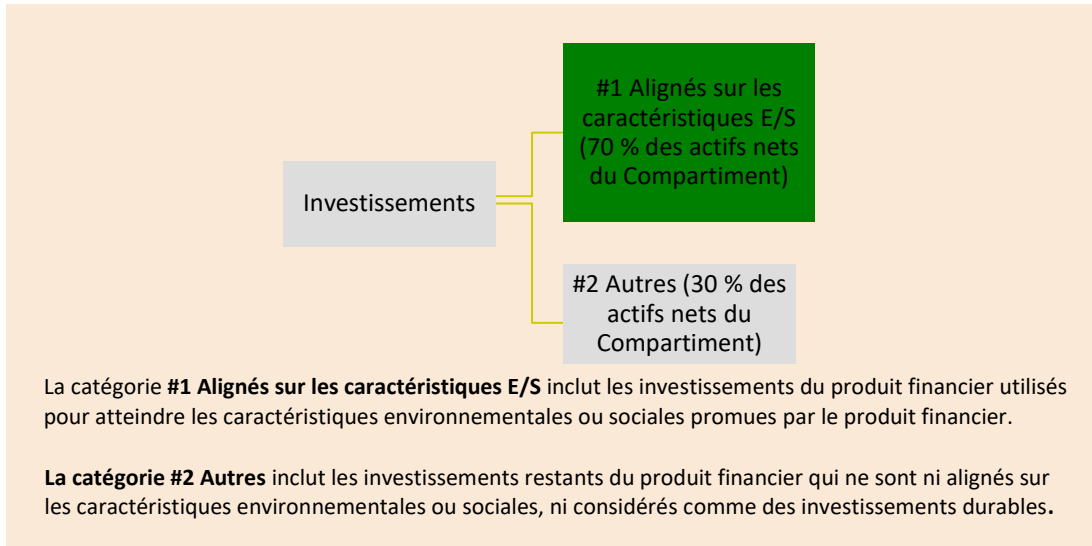 #1 Alignés sur les
caractéristiques E/S
(70 % des actifs nets
du Compartiment)
Investissements
#2 Autres (30 % des
actifs nets du
Compartiment)
La catégorie #1 Alignés sur les caractéristiques E/S inclut les investissements du produit financier utilisés
pour atteindre les caractéristiques environnementales ou sociales promues par le produit financier.
La catégorie #2 Autres inclut les investissements restants du produit financier qui ne sont ni alignés sur
les caractéristiques environnementales ou sociales, ni considérés comme des investissements durables.